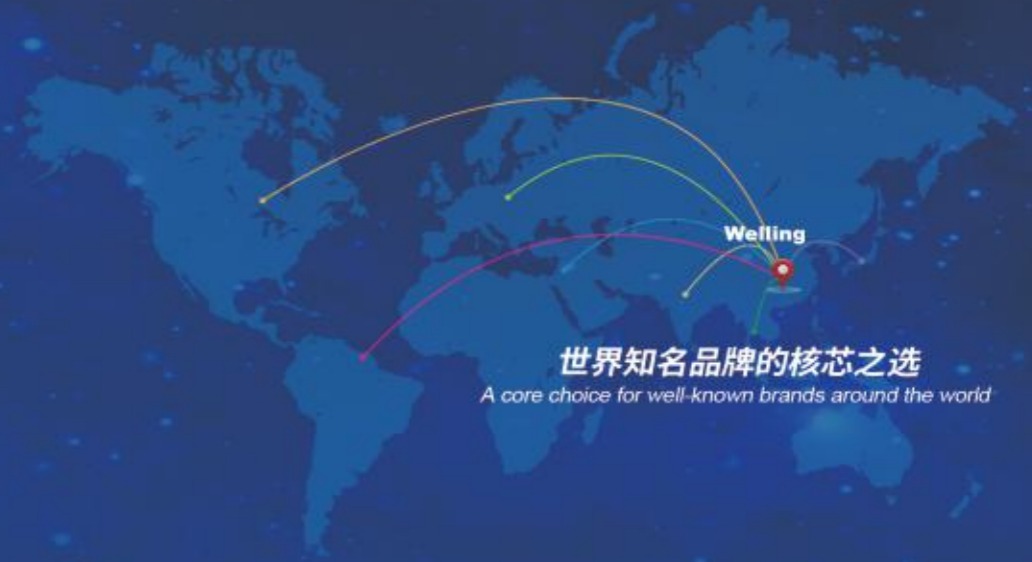 Welling
世界知名品牌的核芯之选
A core choice for well-known brands around the world